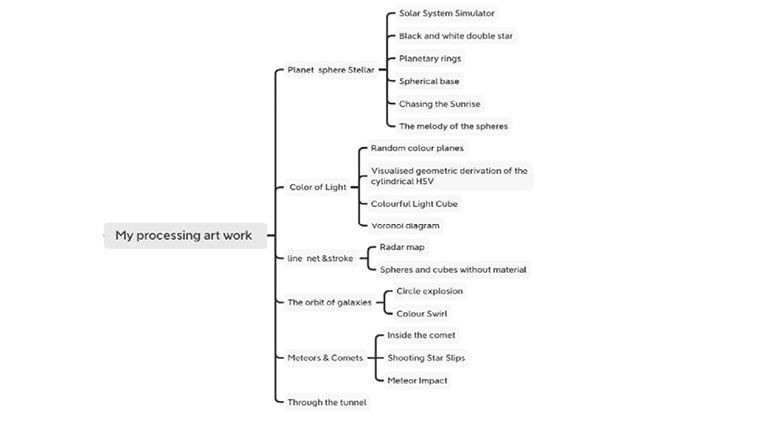 Solar System Simulator
Black and white double star
Planetary rings
Planet sphere Stellar
Spherical base
Chasing the Sunrise
The melody of the spheres
Random colour planes
Visualised geometric derivation of the
cylindrical HSV
Color of Light
Colourful Light Cube
Voronoi diagram
My processing art work
Radar map
line net &stroke
Spheres and cubes without material
Circle explosion
The orbit of galaxies
Colour Swirl
Inside the comet
Meteors & Comets
Shooting Star Slips
Meteor Impact
Through the tunnel